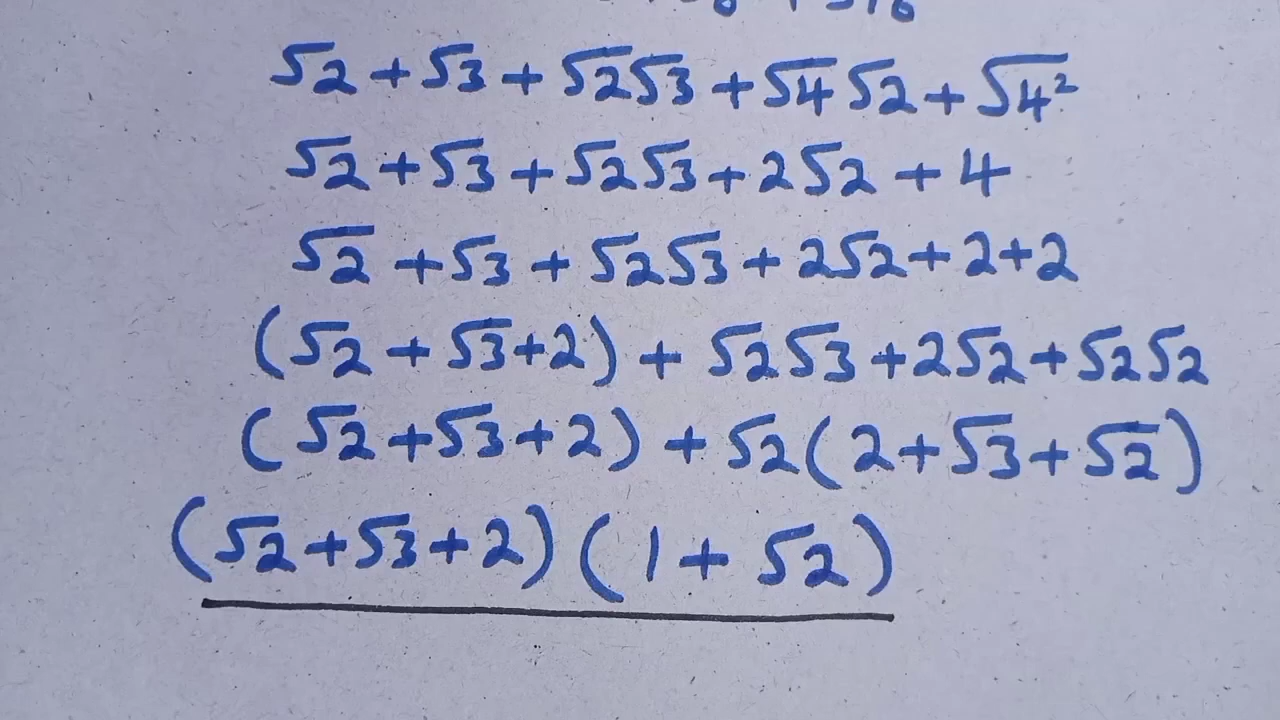 √2 + √3 + √2√3 + √4 √2 + √4²
√2 + √3 + √2√3 + 2√2 + 4
√2 + √3 + √2√3 + 2√2 + 2 + 2
(√2 + √3 + 2) + √2√3 + 2√2 + √2√2
(√2 + √3 + 2) + √2(2 + √3 + √2)
(√2 + √3 + 2)(1 + √2)